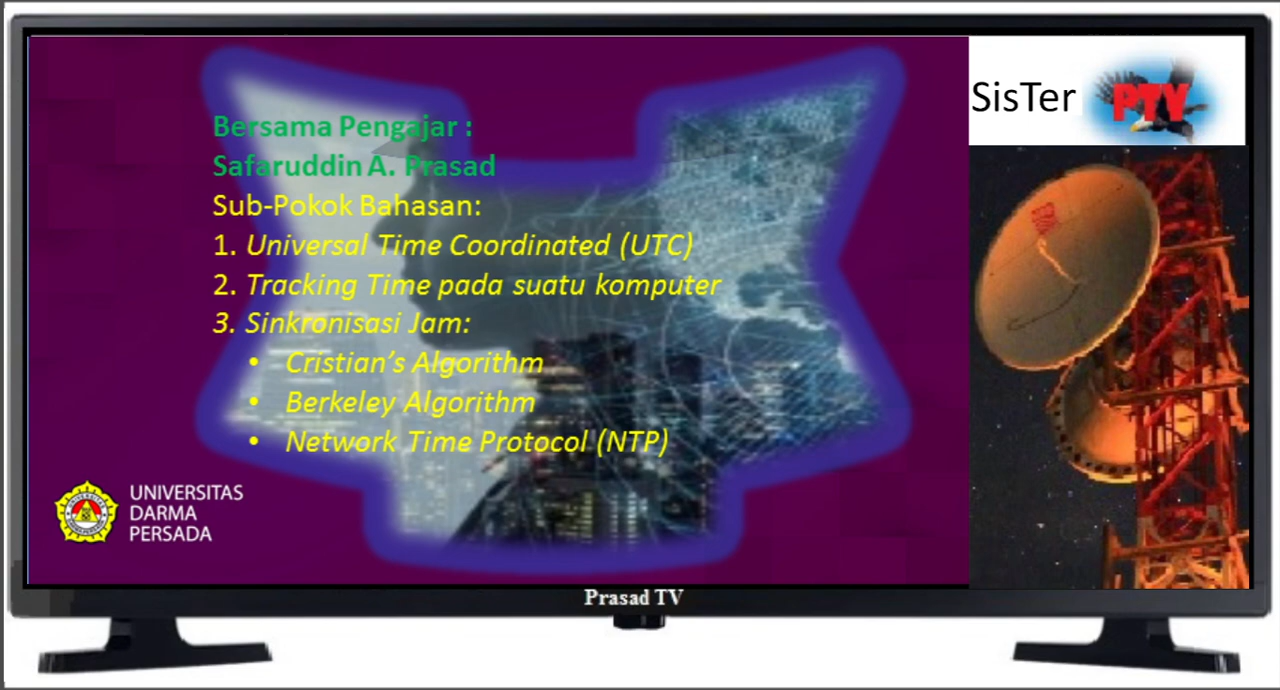 Bersama Pengajar :
Safaruddin A. Prasad
Sub-Pokok Bahasan:
1. Universal Time Coordinated (UTC)
2. Tracking Time pada suatu komputer
3. Sinkronisasi Jam:
• Cristian's Algorithm
• Berkeley Algorithm
• Network Time Protocol (NTP)
UNIVERSITAS
DARMA
PERSADA
SisTer
PTV
Prasad TV